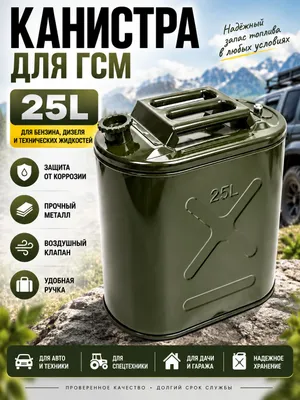 КАНИСТРА
ДЛЯ ГСМ
Надёжный
запас топлива
в любых условиях
25L
ДЛЯ БЕНЗИНА, ДИЗЕЛЯ
И ТЕХНИЧЕСКИХ ЖИДКОСТЕЙ
ЗАЩИТА
ОТ КОРРОЗИИ
ПРОЧНЫЙ
МЕТАЛЛ
ВОЗДУШНЫЙ
КЛАПАН
УДОБНАЯ
РУЧКА
25L
ДЛЯ АВТО
И ТЕХНИКИ
ДЛЯ
СПЕЦТЕХНИКИ
ДЛЯ ДАЧИ
И ГАРАЖА
НАДЕЖНОЕ
ХРАНЕНИЕ
ПРОВЕРЕННОЕ КАЧЕСТВО • ДОЛГИЙ СРОК СЛУЖБЫ